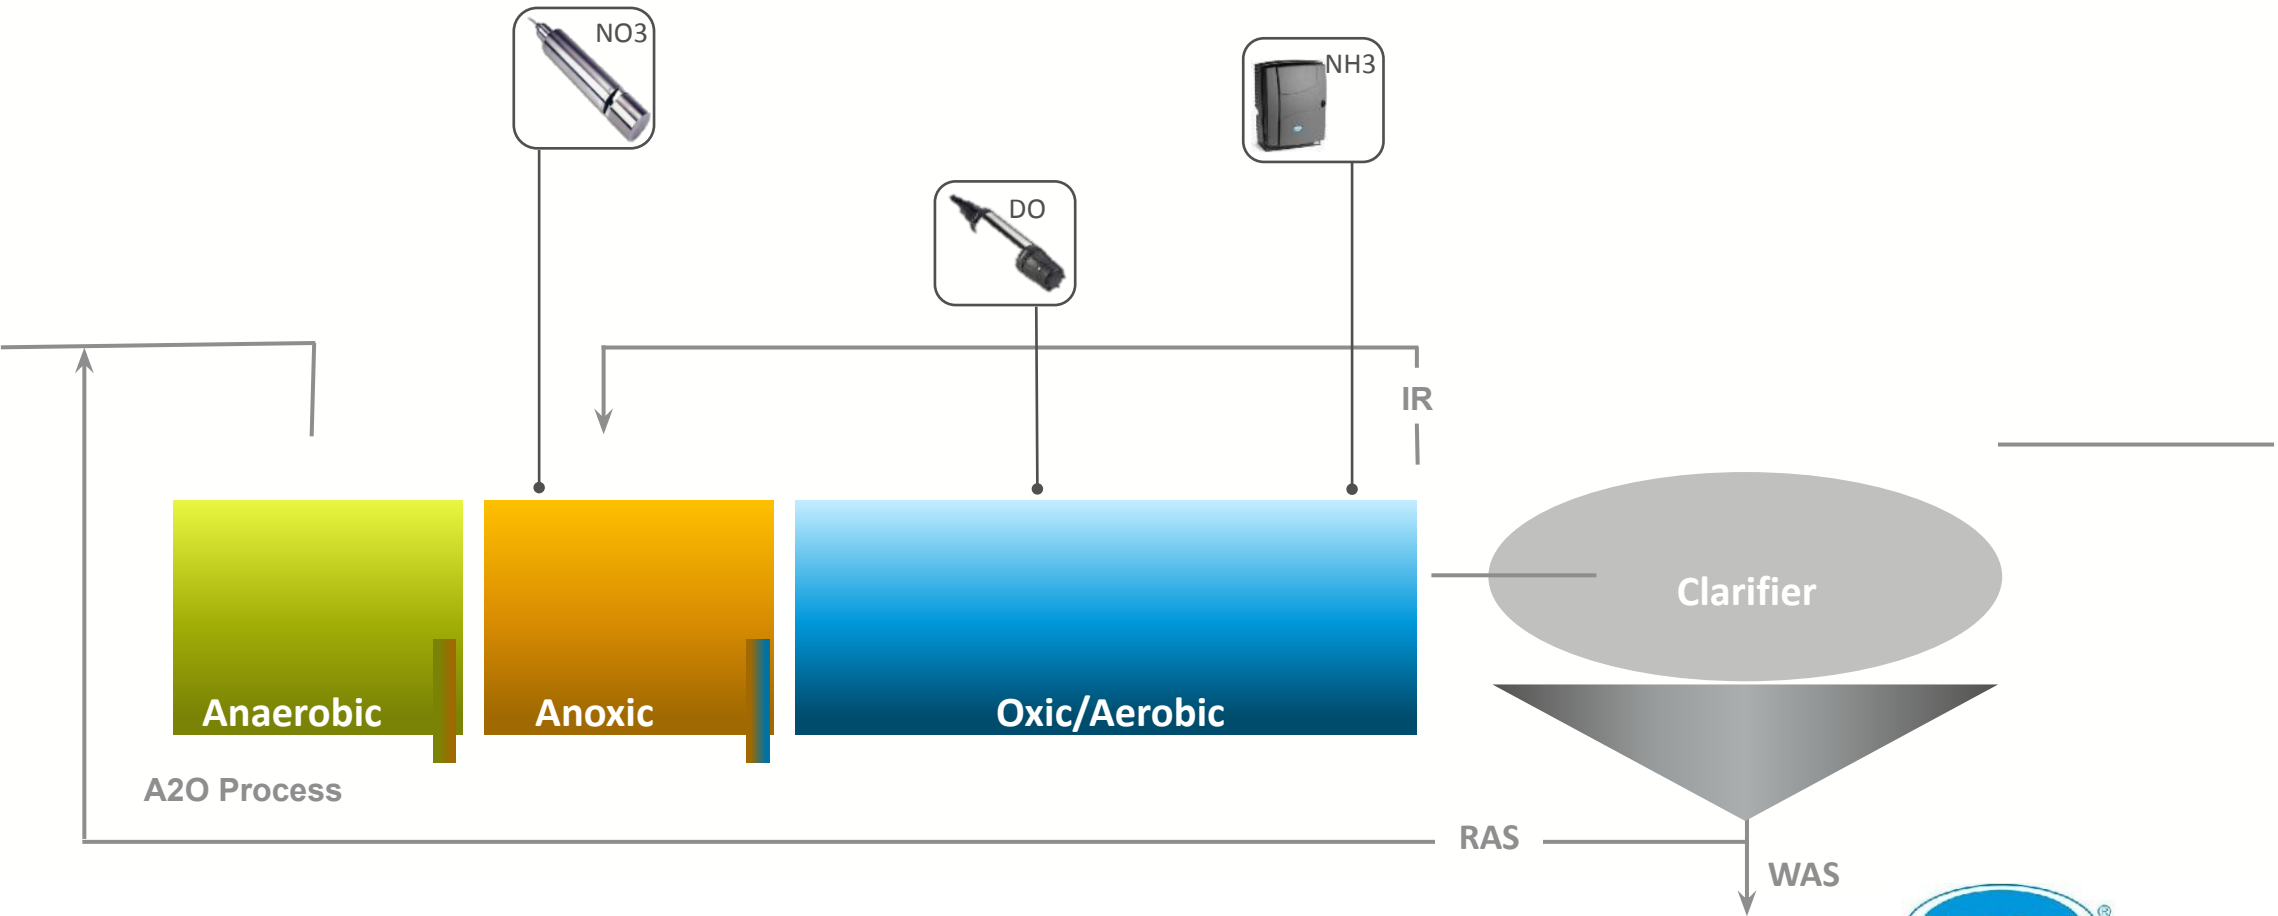 NO3
NH3
DO
IR
Clarifier
Anaerobic
Anoxic
Oxic/Aerobic
A2O Process
RAS
WAS
®